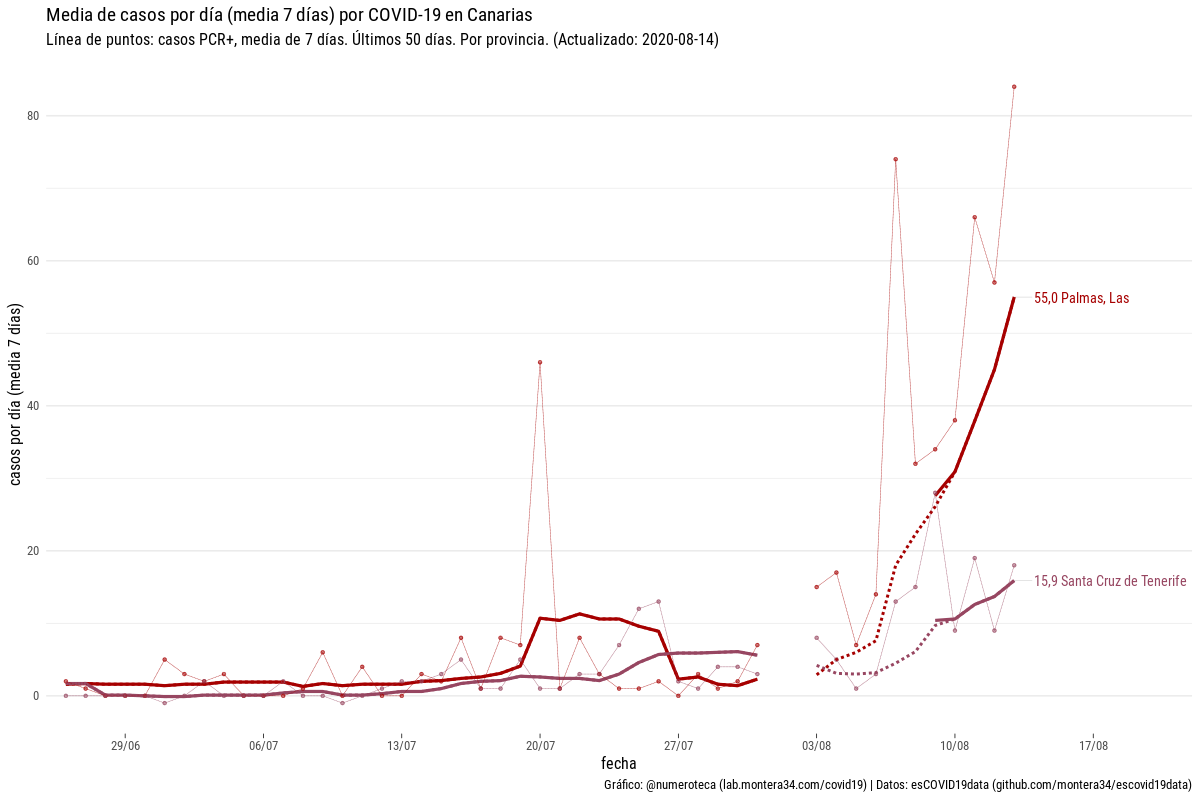 Media de casos por día (media 7 días) por COVID-19 en Canarias
Línea de puntos: casos PCR+, media de 7 días. Últimos 50 días. Por provincia. (Actualizado: 2020-08-14)
casos por día (media 7 días)
80
60
40
20
0
55,0 Palmas, Las
15,9 Santa Cruz de Tenerife
29/06
06/07
13/07
20/07
27/07
03/08
10/08
17/08
fecha
Gráfico: @numeroteca (lab.montera34.com/covid19) | Datos: esCOVID19data (github.com/montera34/escovid19data)